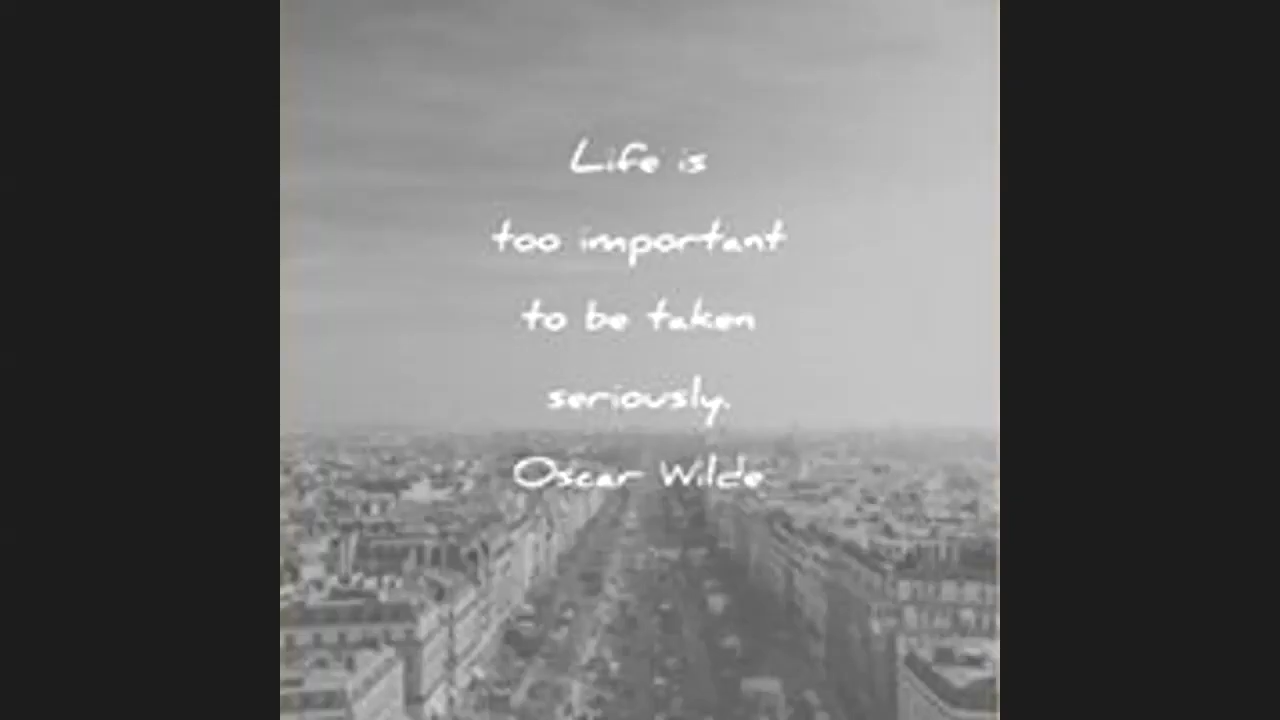 Life is
too important
to be taken
seriously.
Oscar Wilde